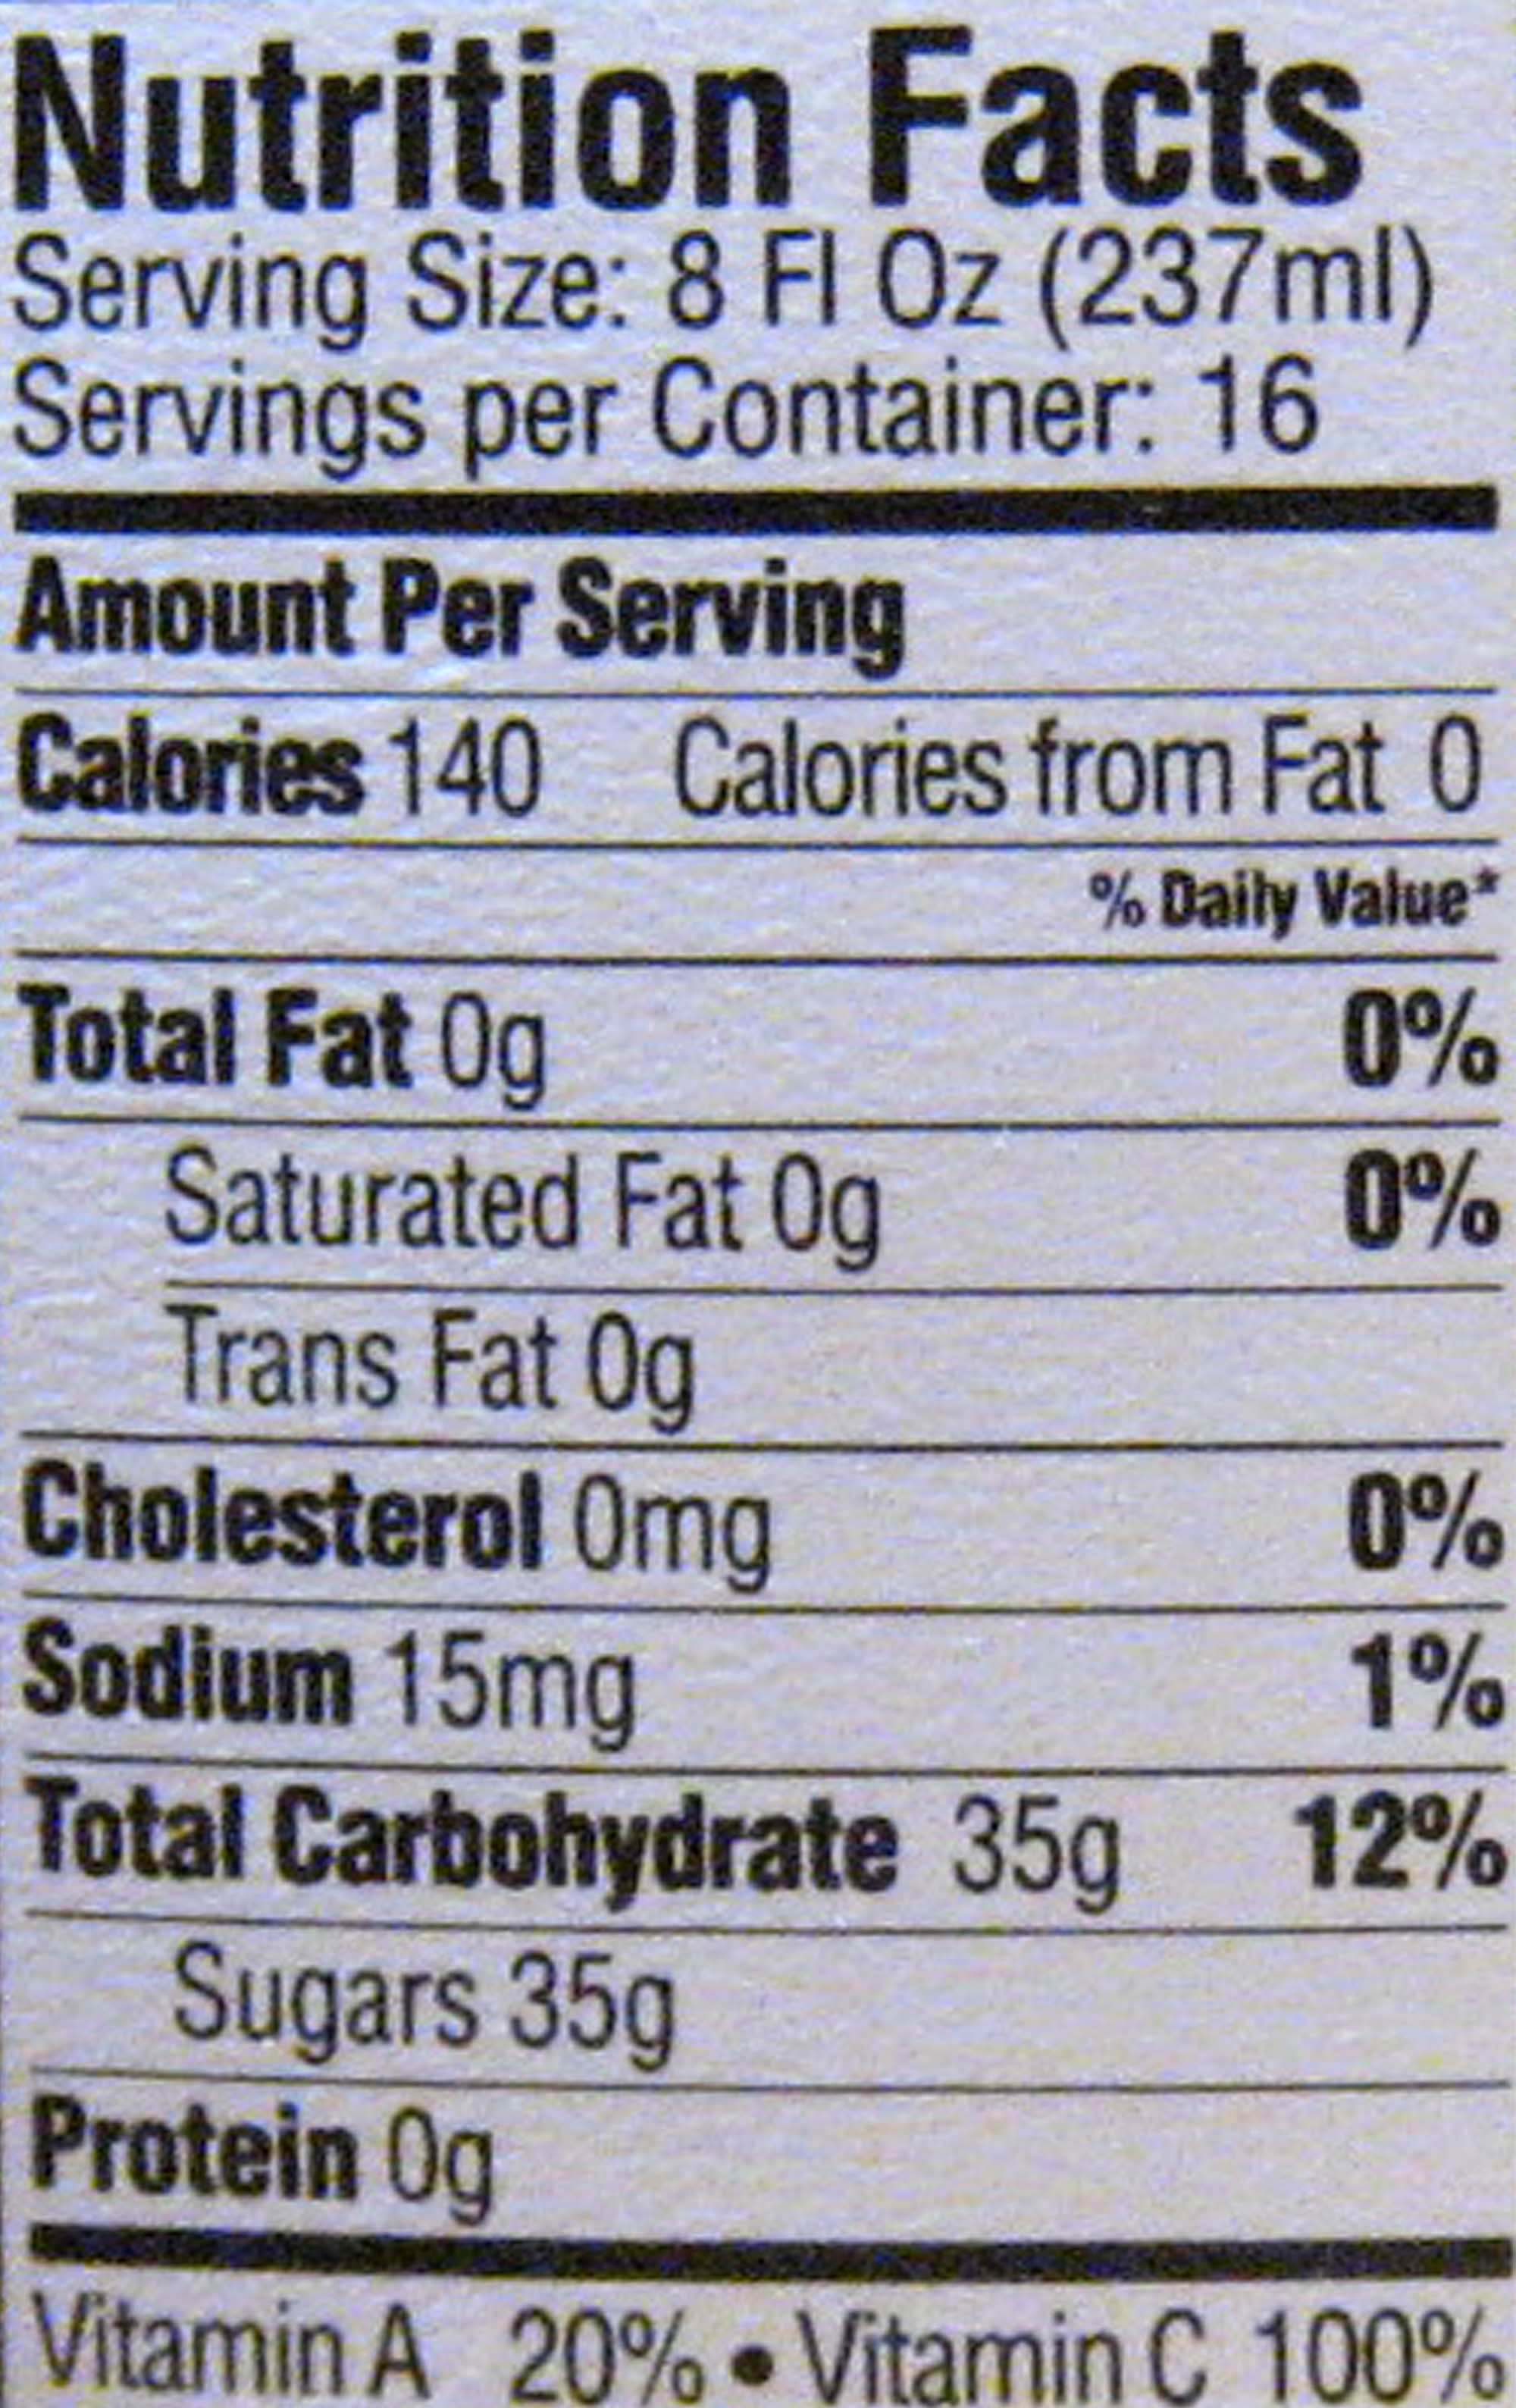 Nutrition Facts
Serving Size: 8 Fl Oz (237ml)
Servings per Container: 16
Amount Per Serving
Calories 140 Calories from Fat 0
% Daily Value*
Total Fat 0g 0%
Saturated Fat 0g 0%
Trans Fat 0g
Cholesterol 0mg 0%
Sodium 15mg 1%
Total Carbohydrate 35g 12%
Sugars 35g
Protein 0g
Vitamin A 20% • Vitamin C 100%